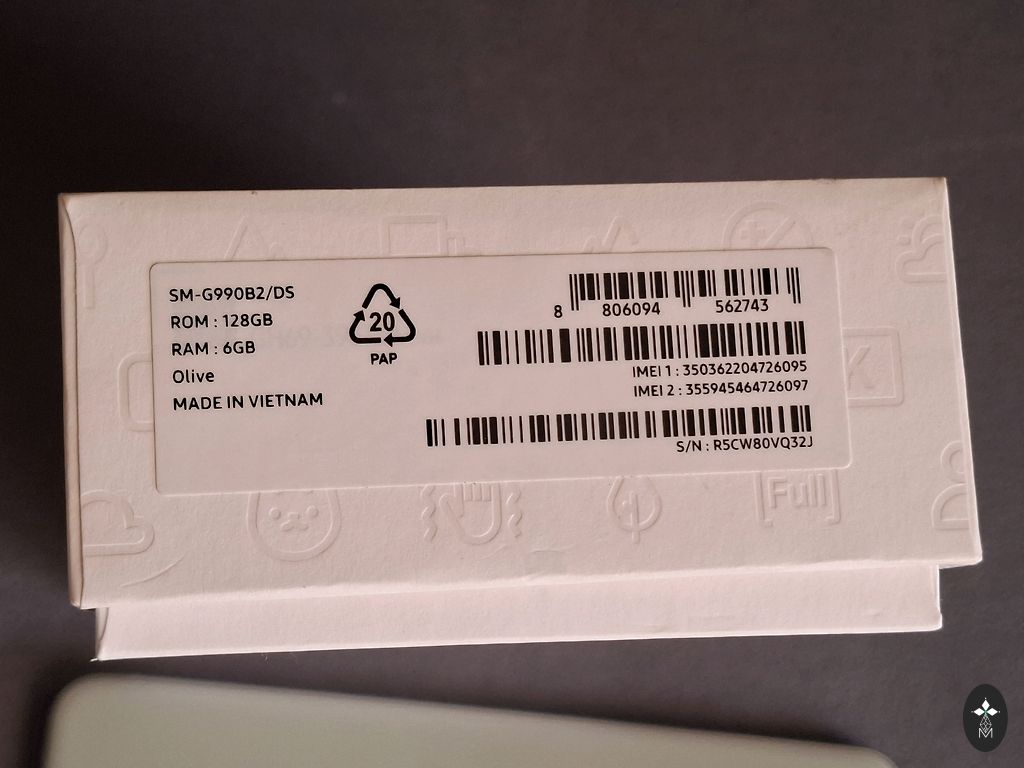 SM-G990B2/DS
ROM : 128GB
RAM : 6GB
Olive
MADE IN VIETNAM
20
PAP
8 806094 562743
IMEI 1 : 350362204726095
IMEI 2 : 355945464726097
S/N : R5CW80VQ32J
[Full]
M